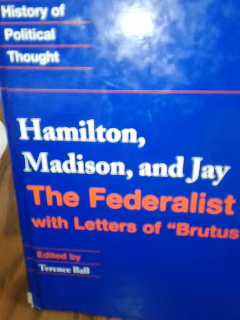 History of
Political
Thought
Hamilton,
Madison, and Jay
The Federalist
with Letters of "Brutus
Edited by
Terence Ball